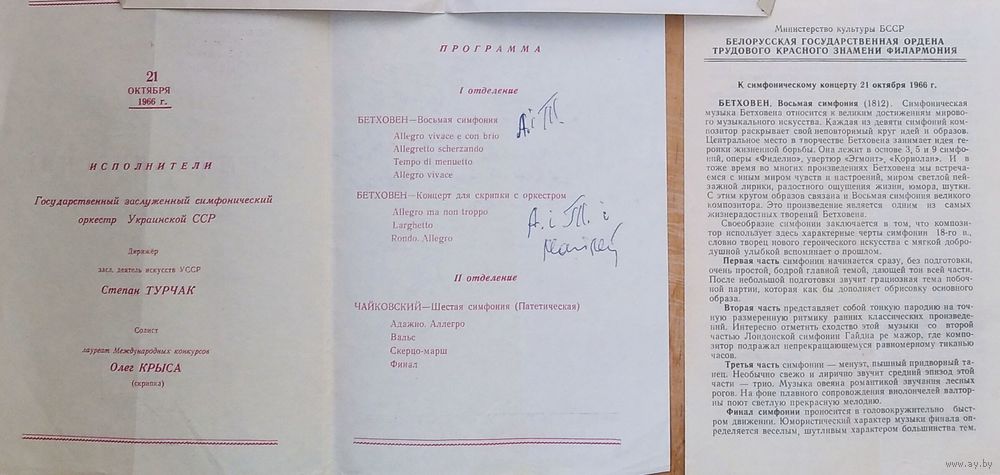 21
ОКТЯБРЯ
1966 г.
ИСПОЛНИТЕЛИ
Государственный заслуженный симфонический
оркестр Украинской ССР
Дирижёр
засл. деятель искусств УССР
Степан ТУРЧАК
Солист
лауреат Международных конкурсов
Олег КРЫСА
(скрипка)
ПРОГРАММА
I отделение
БЕТХОВЕН—Восьмая симфония
Allegro vivace e con brio
Allegretto scherzando
Tempo di menuetto
Allegro vivace
БЕТХОВЕН—Концерт для скрипки с оркестром
Allegro ma non troppo
Larghetto
Rondo. Allegro
II отделение
ЧАЙКОВСКИЙ—Шестая симфония (Патетическая)
Адажио. Аллегро
Вальс
Скерцо-марш
Финал
Министерство культуры БССР
БЕЛОРУССКАЯ ГОСУДАРСТВЕННАЯ ОРДЕНА
ТРУДОВОГО КРАСНОГО ЗНАМЕНИ ФИЛАРМОНИЯ
К симфоническому концерту 21 октября 1966 г.
БЕТХОВЕН. Восьмая симфония (1812). Симфоническая
музыка Бетховена относится к великим достижениям мирово-
го музыкального искусства. Каждая из девяти симфоний ком-
позитор раскрывает свой неповторимый круг идей и образов.
Центральное место в творчестве Бетховена занимает идея ге-
роики жизненной борьбы. Она лежит в основе 3, 5 и 9 симфо-
ний, оперы «Фиделио», увертюр «Эгмонт», «Кориолан». И в
тоже время во многих произведениях Бетховена мы встреча-
емся с иным миром чувств и настроений, миром светлой пей-
зажной лирики, радостного ощущения жизни, юмора, шутки.
С этим кругом образов связана и Восьмая симфония великого
композитора. Это произведение является одним из самых
жизнерадостных творений Бетховена.
Своеобразие симфонии заключается в том, что компози-
тор использует здесь характерные черты симфонии 18-го в.,
словно творец нового героического искусства с мягкой добро-
душной улыбкой вспоминает о прошлом.
Первая часть симфонии начинается сразу, без подготовки,
очень простой, бодрой главной темой, дающей тон всей части.
После небольшой подготовки звучит грациозная тема побоч-
ной партии, которая как бы дополняет обрисовку основного
образа.
Вторая часть представляет собой тонкую пародию на точ-
ную размеренную ритмику ранних классических произведе-
ний. Интересно отметить сходство этой музыки со второй
частью Лондонской симфонии Гайдна ре мажор, где компо-
зитор подражал непрекращающемуся равномерному тиканью
часов.
Третья часть симфонии — менуэт, пышный придворный та-
нец. Необычно свежо и лирично звучит средний эпизод этой
части — трио. Музыка овеяна романтикой звучания лесных
рогов. На фоне плавного сопровождения виолончелей валтор-
ны поют светлую прекрасную мелодию.
Финал симфонии проносится в головокружительно быст-
ром движении. Юмористический характер музыки финала оп-
ределяется веселым, шутливым характером большинства тем.
www.ay.by